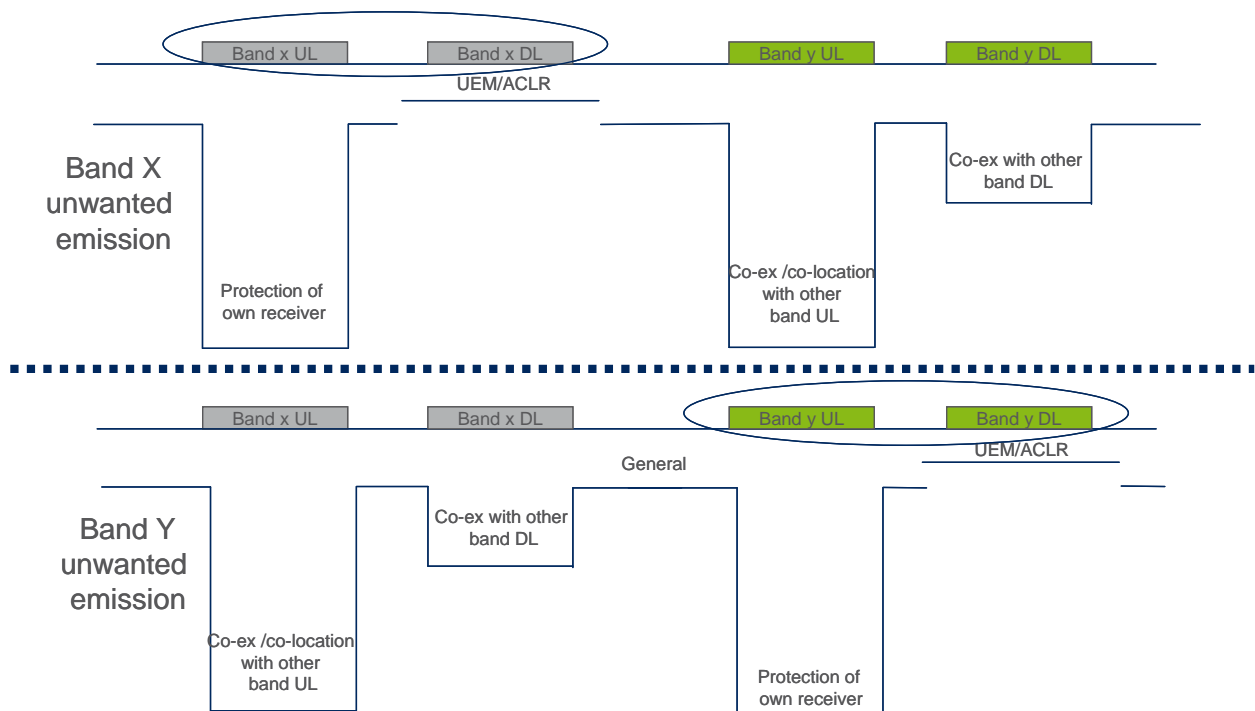 Band x UL
Band x DL
Band y UL
Band y DL
UEM/ACLR
Band X
unwanted
emission
Co-ex with other
band DL
Protection of
own receiver
Co-ex /co-location
with other
band UL
Band x UL
Band x DL
Band y UL
Band y DL
UEM/ACLR
General
Band Y
unwanted
emission
Co-ex with other
band DL
Co-ex /co-location
with other
band UL
Protection of
own receiver